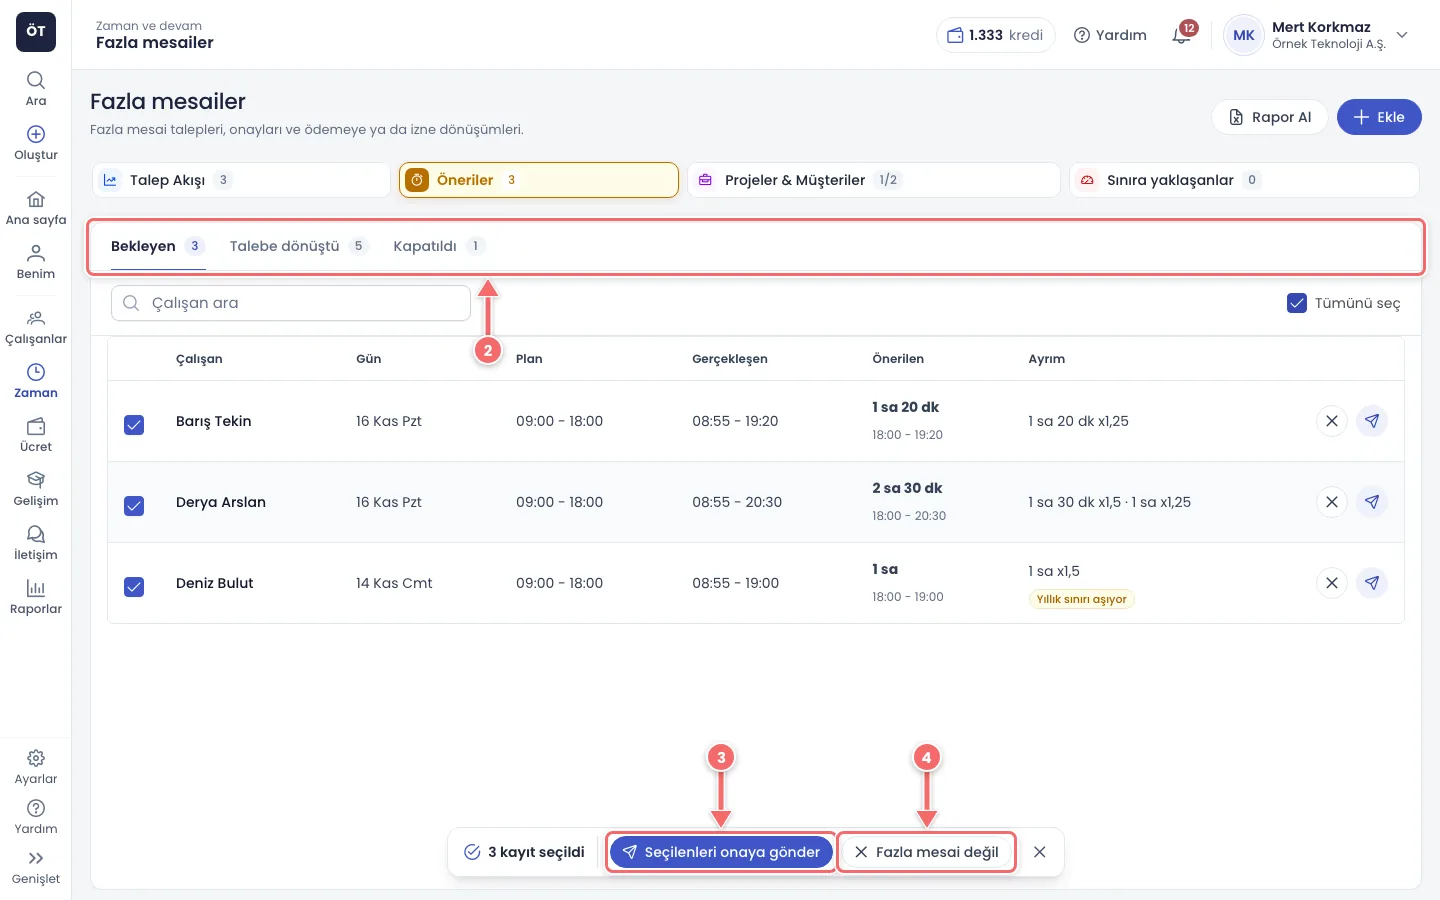 ÖT
Ara
Oluştur
Ana sayfa
Benim
Çalışanlar
Zaman
Ücret
Gelişim
İletişim
Raporlar
Ayarlar
Yardım
Genişlet
Zaman ve devam
Fazla mesailer
1.333 kredi
Yardım
12
MK
Mert Korkmaz
Örnek Teknoloji A.Ş.
Fazla mesailer
Fazla mesai talepleri, onayları ve ödemeye ya da izne dönüşümleri.
Rapor Al
Ekle
Talep Akışı 3
Öneriler 3
Projeler & Müşteriler 1/2
Sınıra yaklaşanlar 0
Bekleyen 3
Talebe dönüştü 5
Kapatıldı 1
Çalışan ara
Tümünü seç
2
Çalışan Gün Plan Gerçekleşen Önerilen Ayrım
Barış Tekin 16 Kas Pzt 09:00 - 18:00 08:55 - 19:20 1 sa 20 dk 1 sa 20 dk x1,25
18:00 - 19:20
Derya Arslan 16 Kas Pzt 09:00 - 18:00 08:55 - 20:30 2 sa 30 dk 1 sa 30 dk x1,5 · 1 sa x1,25
18:00 - 20:30
Deniz Bulut 14 Kas Cmt 09:00 - 18:00 08:55 - 19:00 1 sa 1 sa x1,5
18:00 - 19:00 Yıllık sınırı aşıyor
3
4
3 kayıt seçildi
Seçilenleri onaya gönder
Fazla mesai değil